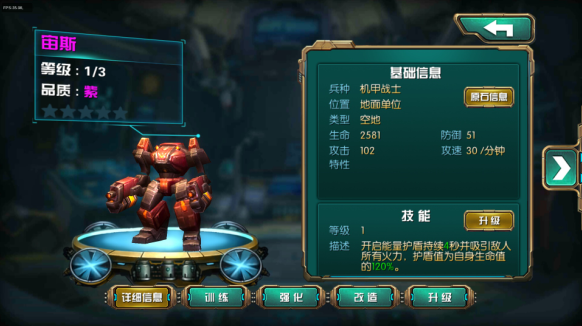 宙斯
等级：1/3
品质：紫
基础信息
兵种 机甲战士
位置 地面单位
原石信息
类型 空地
生命 2581 防御 51
攻击 102 攻速 30 /分钟
特性
技能
升级
等级 1
描述 开启能量护盾持续4秒并吸引敌人
所有火力，护盾值为自身生命值
的120%。
详细信息 训练 强化 改造 升级